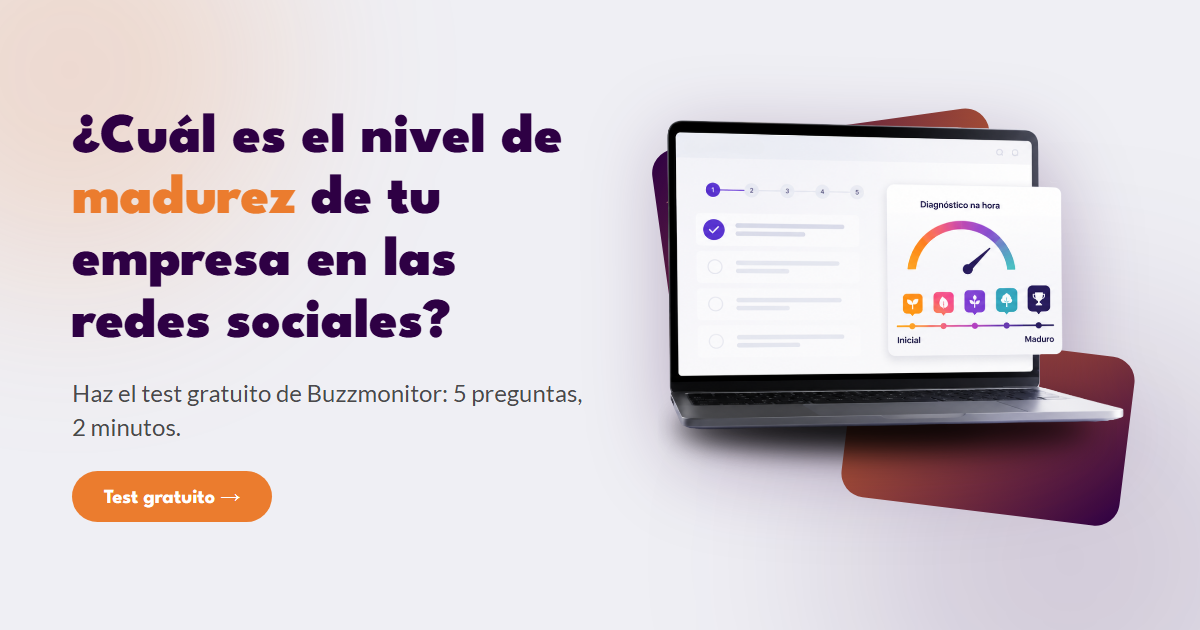 ¿Cuál es el nivel de
madurez de tu
empresa en las
redes sociales?
Haz el test gratuito de Buzzmonitor: 5 preguntas,
2 minutos.
Test gratuito →
1 2 3 4 5
Diagnóstico na hora
Inicial Maduro